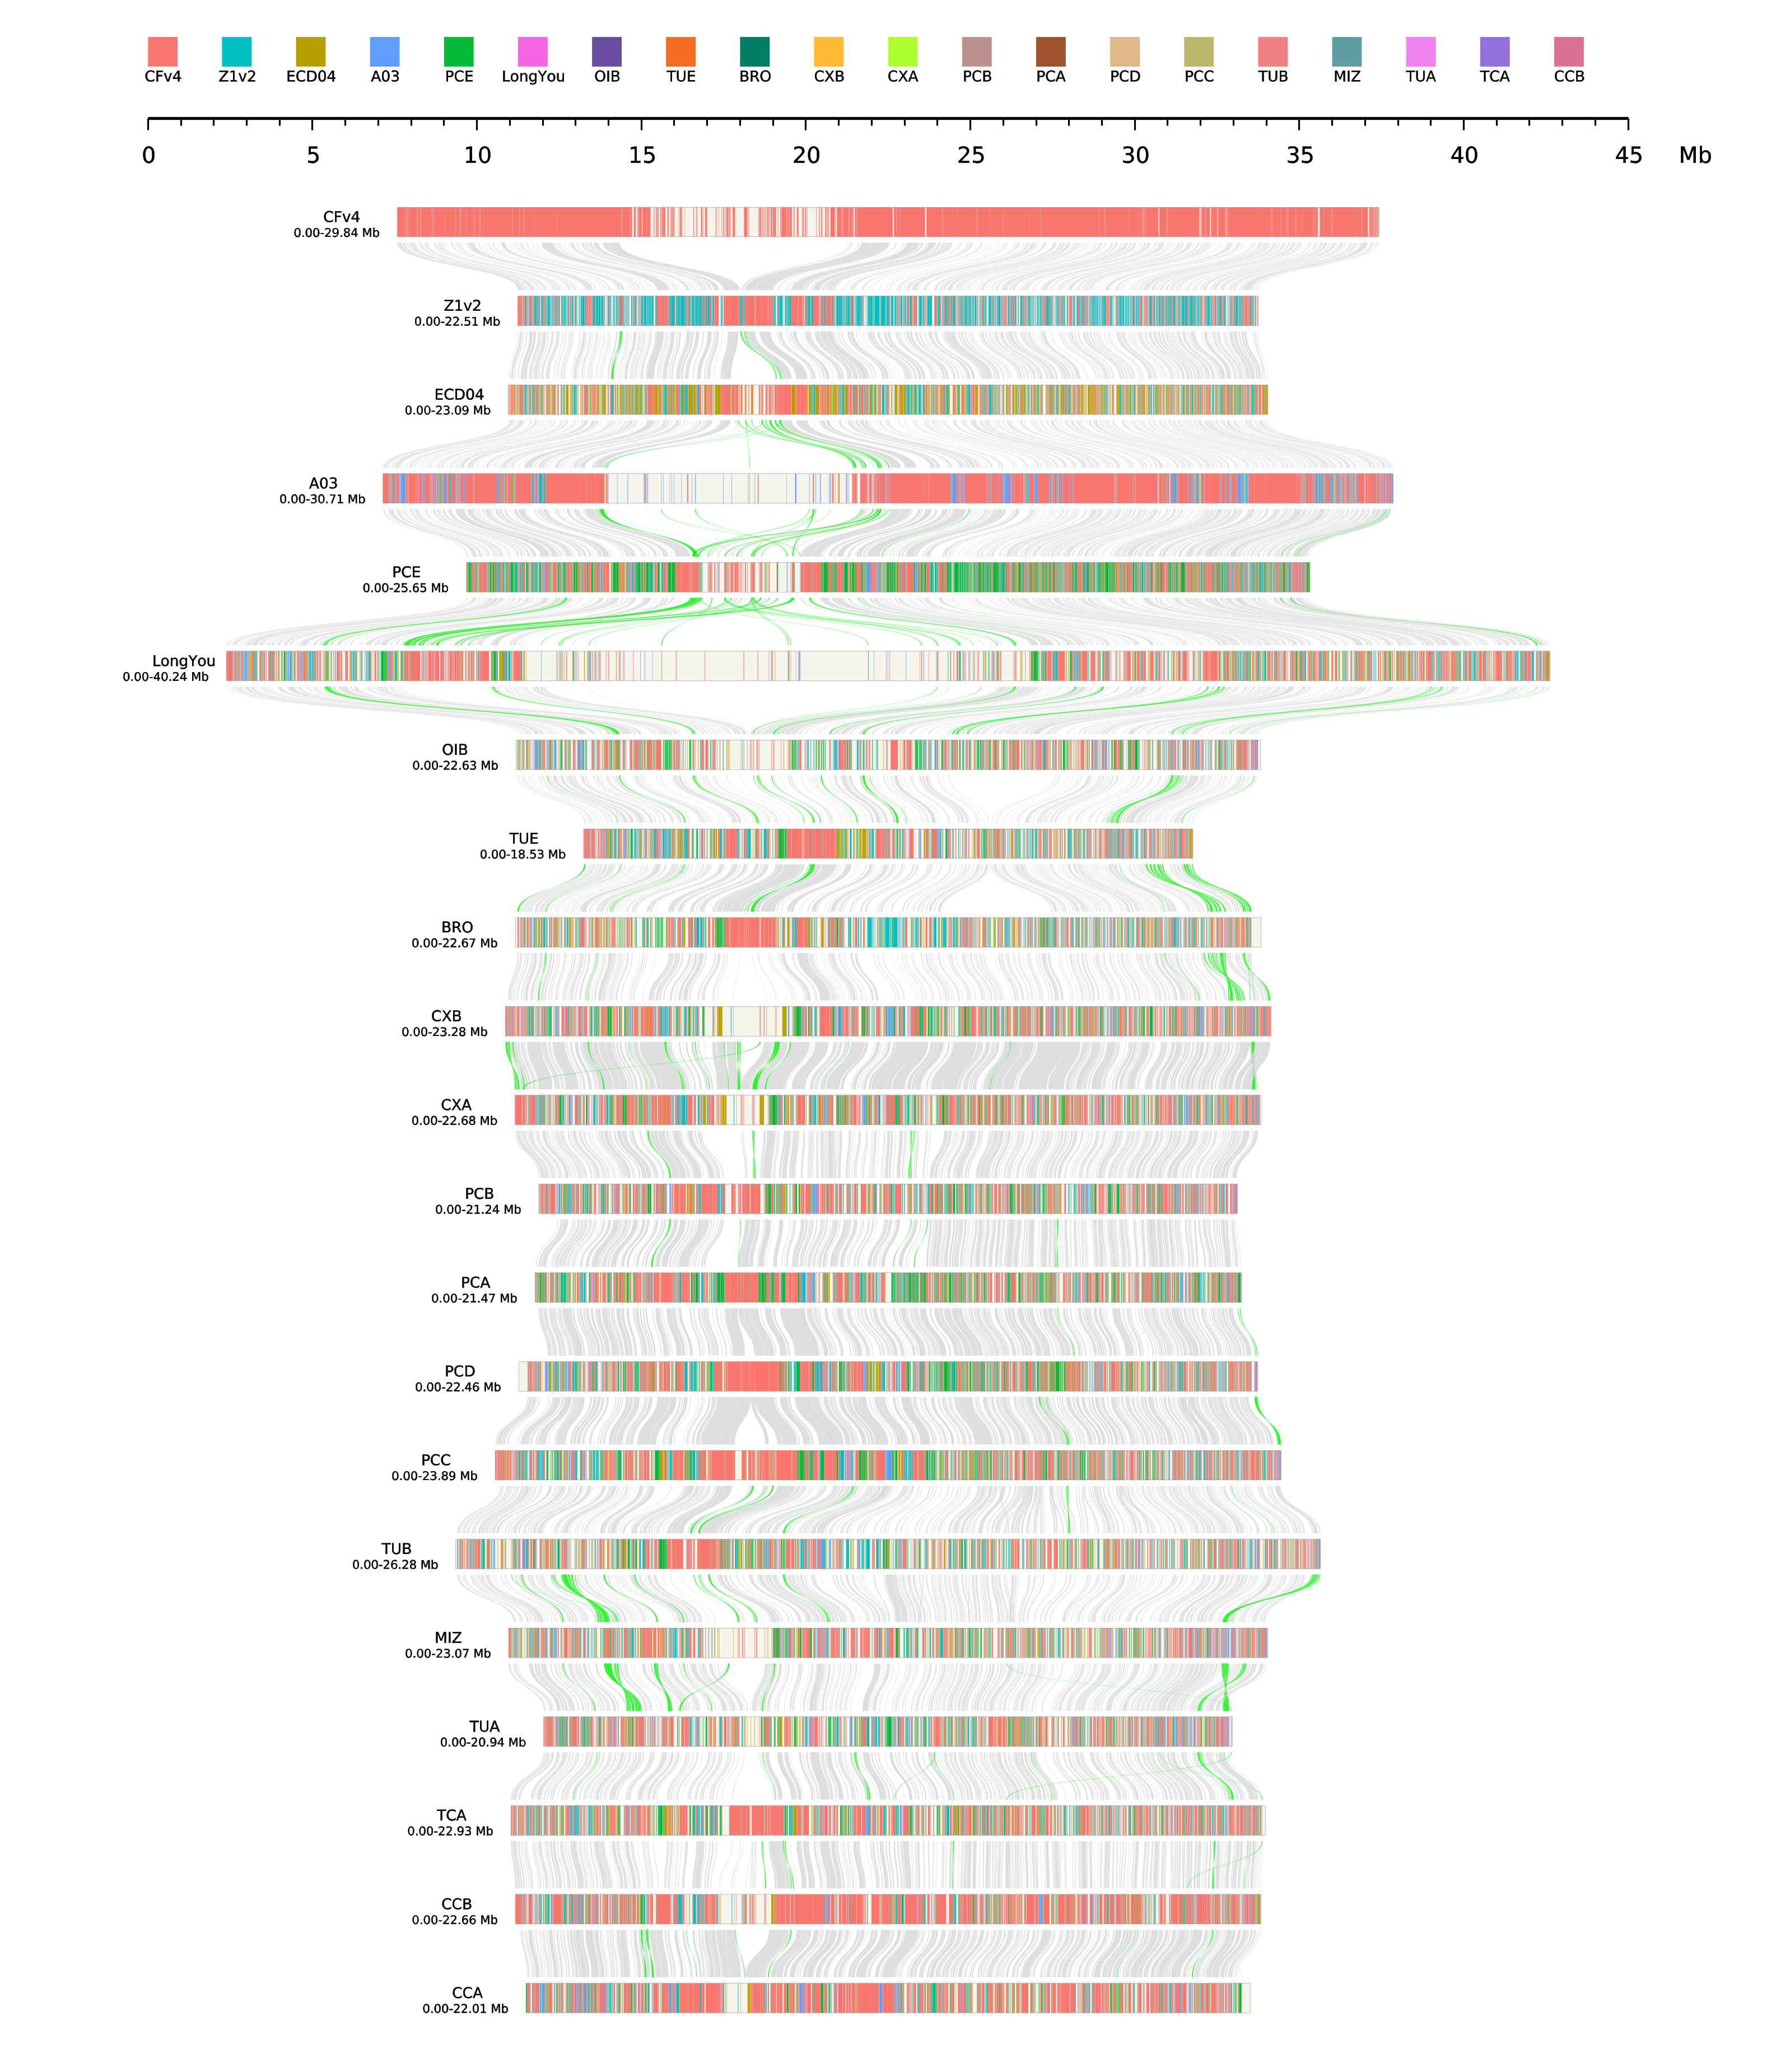 CFv4 Z1v2 ECD04 A03 PCE LongYou OIB TUE BRO CXB CXA PCB PCA PCD PCC TUB MIZ TUA TCA CCB
0 5 10 15 20 25 30 35 40 45 Mb
CFv4
0.00-29.84 Mb
Z1v2
0.00-22.51 Mb
ECD04
0.00-23.09 Mb
A03
0.00-30.71 Mb
PCE
0.00-25.65 Mb
LongYou
0.00-40.24 Mb
OIB
0.00-22.63 Mb
TUE
0.00-18.53 Mb
BRO
0.00-22.67 Mb
CXB
0.00-23.28 Mb
CXA
0.00-22.68 Mb
PCB
0.00-21.24 Mb
PCA
0.00-21.47 Mb
PCD
0.00-22.46 Mb
PCC
0.00-23.89 Mb
TUB
0.00-26.28 Mb
MIZ
0.00-23.07 Mb
TUA
0.00-20.94 Mb
TCA
0.00-22.93 Mb
CCB
0.00-22.66 Mb
CCA
0.00-22.01 Mb